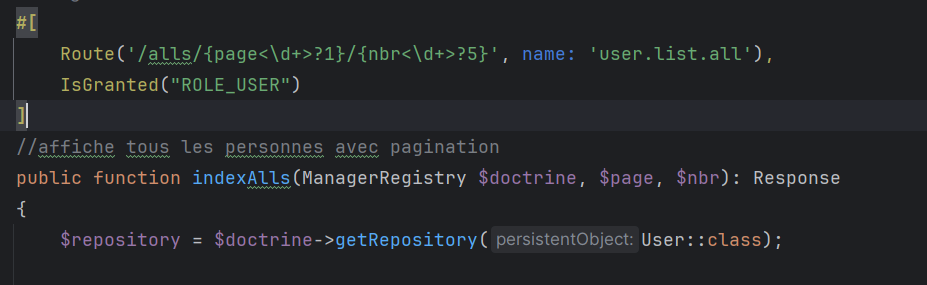 #[
Route('/alls/{page<\d+>?1}/{nbr<\d+>?5}', name: 'user.list.all'),
IsGranted("ROLE_USER")
]
//affiche tous les personnes avec pagination
public function indexAlls(ManagerRegistry $doctrine, $page, $nbr): Response
{
$repository = $doctrine->getRepository( persistentObject: User::class);